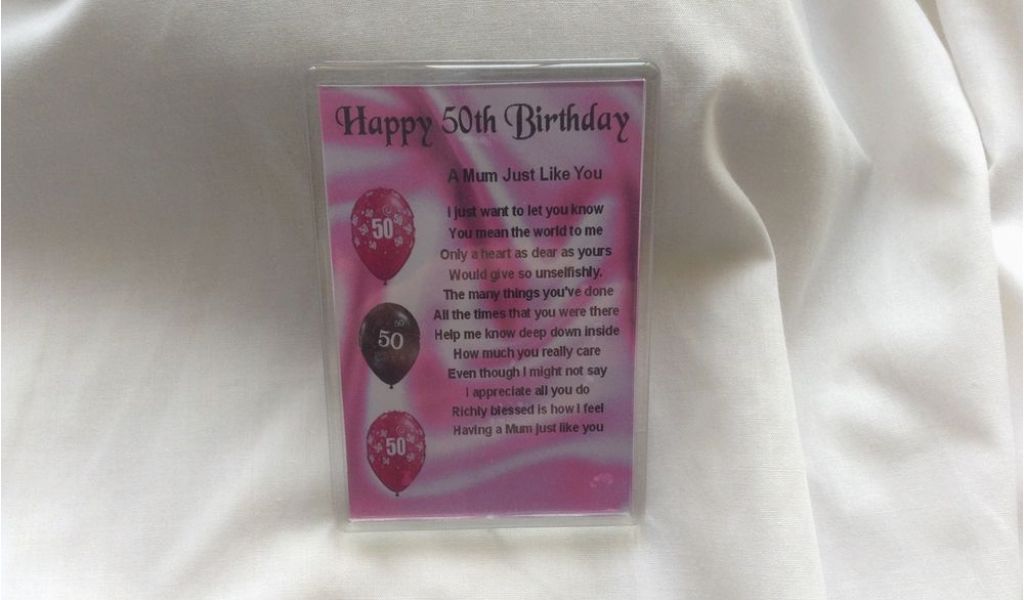 Happy 50th Birthday
A Mum Just Like You
I just want to let you know
You mean the world to me
Only a heart as dear as yours
Would give so unselfishly.
The many things you've done
All the times that you were there
Help me know deep down inside
How much you really care
Even though I might not say
I appreciate all you do
Richly blessed is how I feel
Having a Mum just like you
50
50
50
50